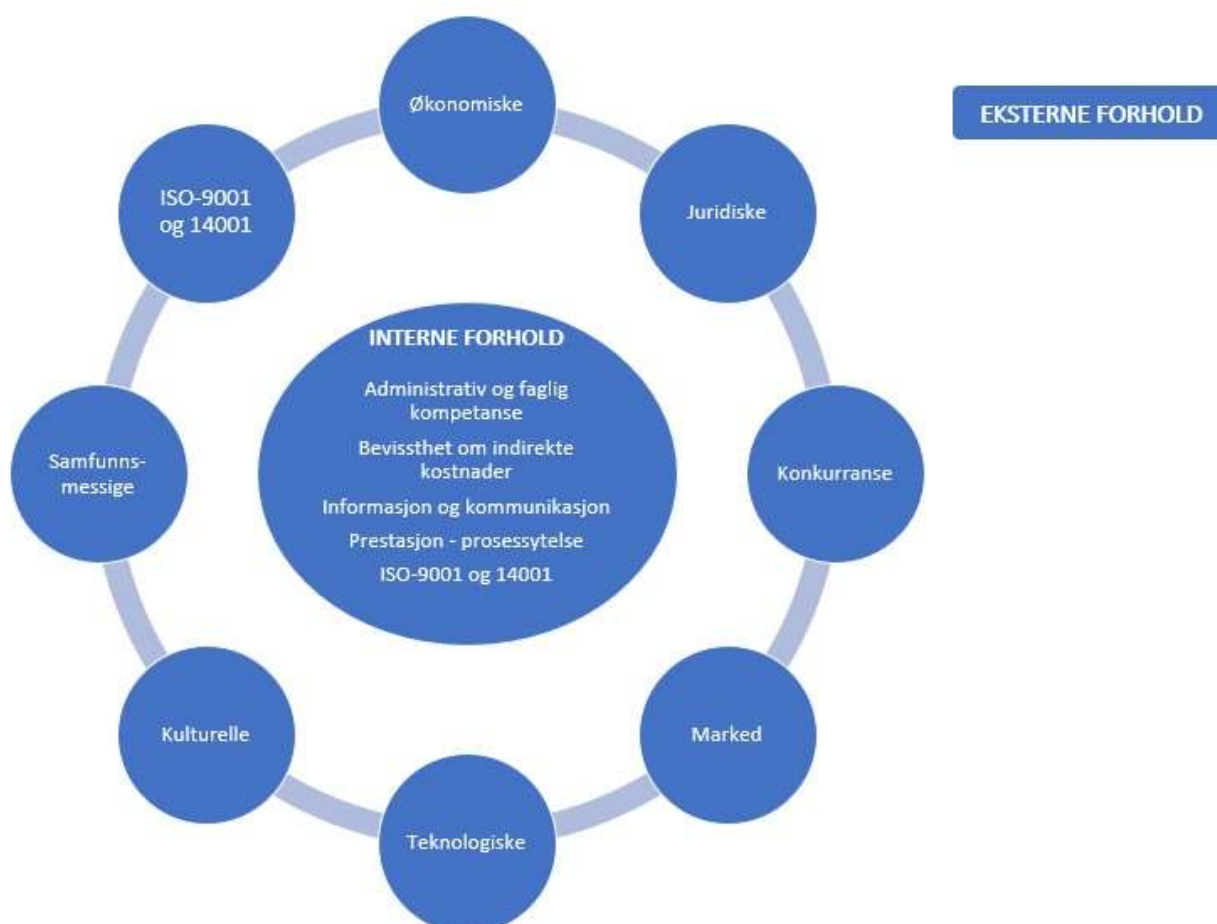 Økonomiske
EKSTERNE FORHOLD
ISO-9001
og 14001
Juridiske
INTERNE FORHOLD
Administrativ og faglig
kompetanse
Bevissthet om indirekte
kostnader
Informasjon og kommunikasjon
Prestasjon - prosessytelse
ISO-9001 og 14001
Samfunns-
messige
Konkurranse
Kulturelle
Marked
Teknologiske